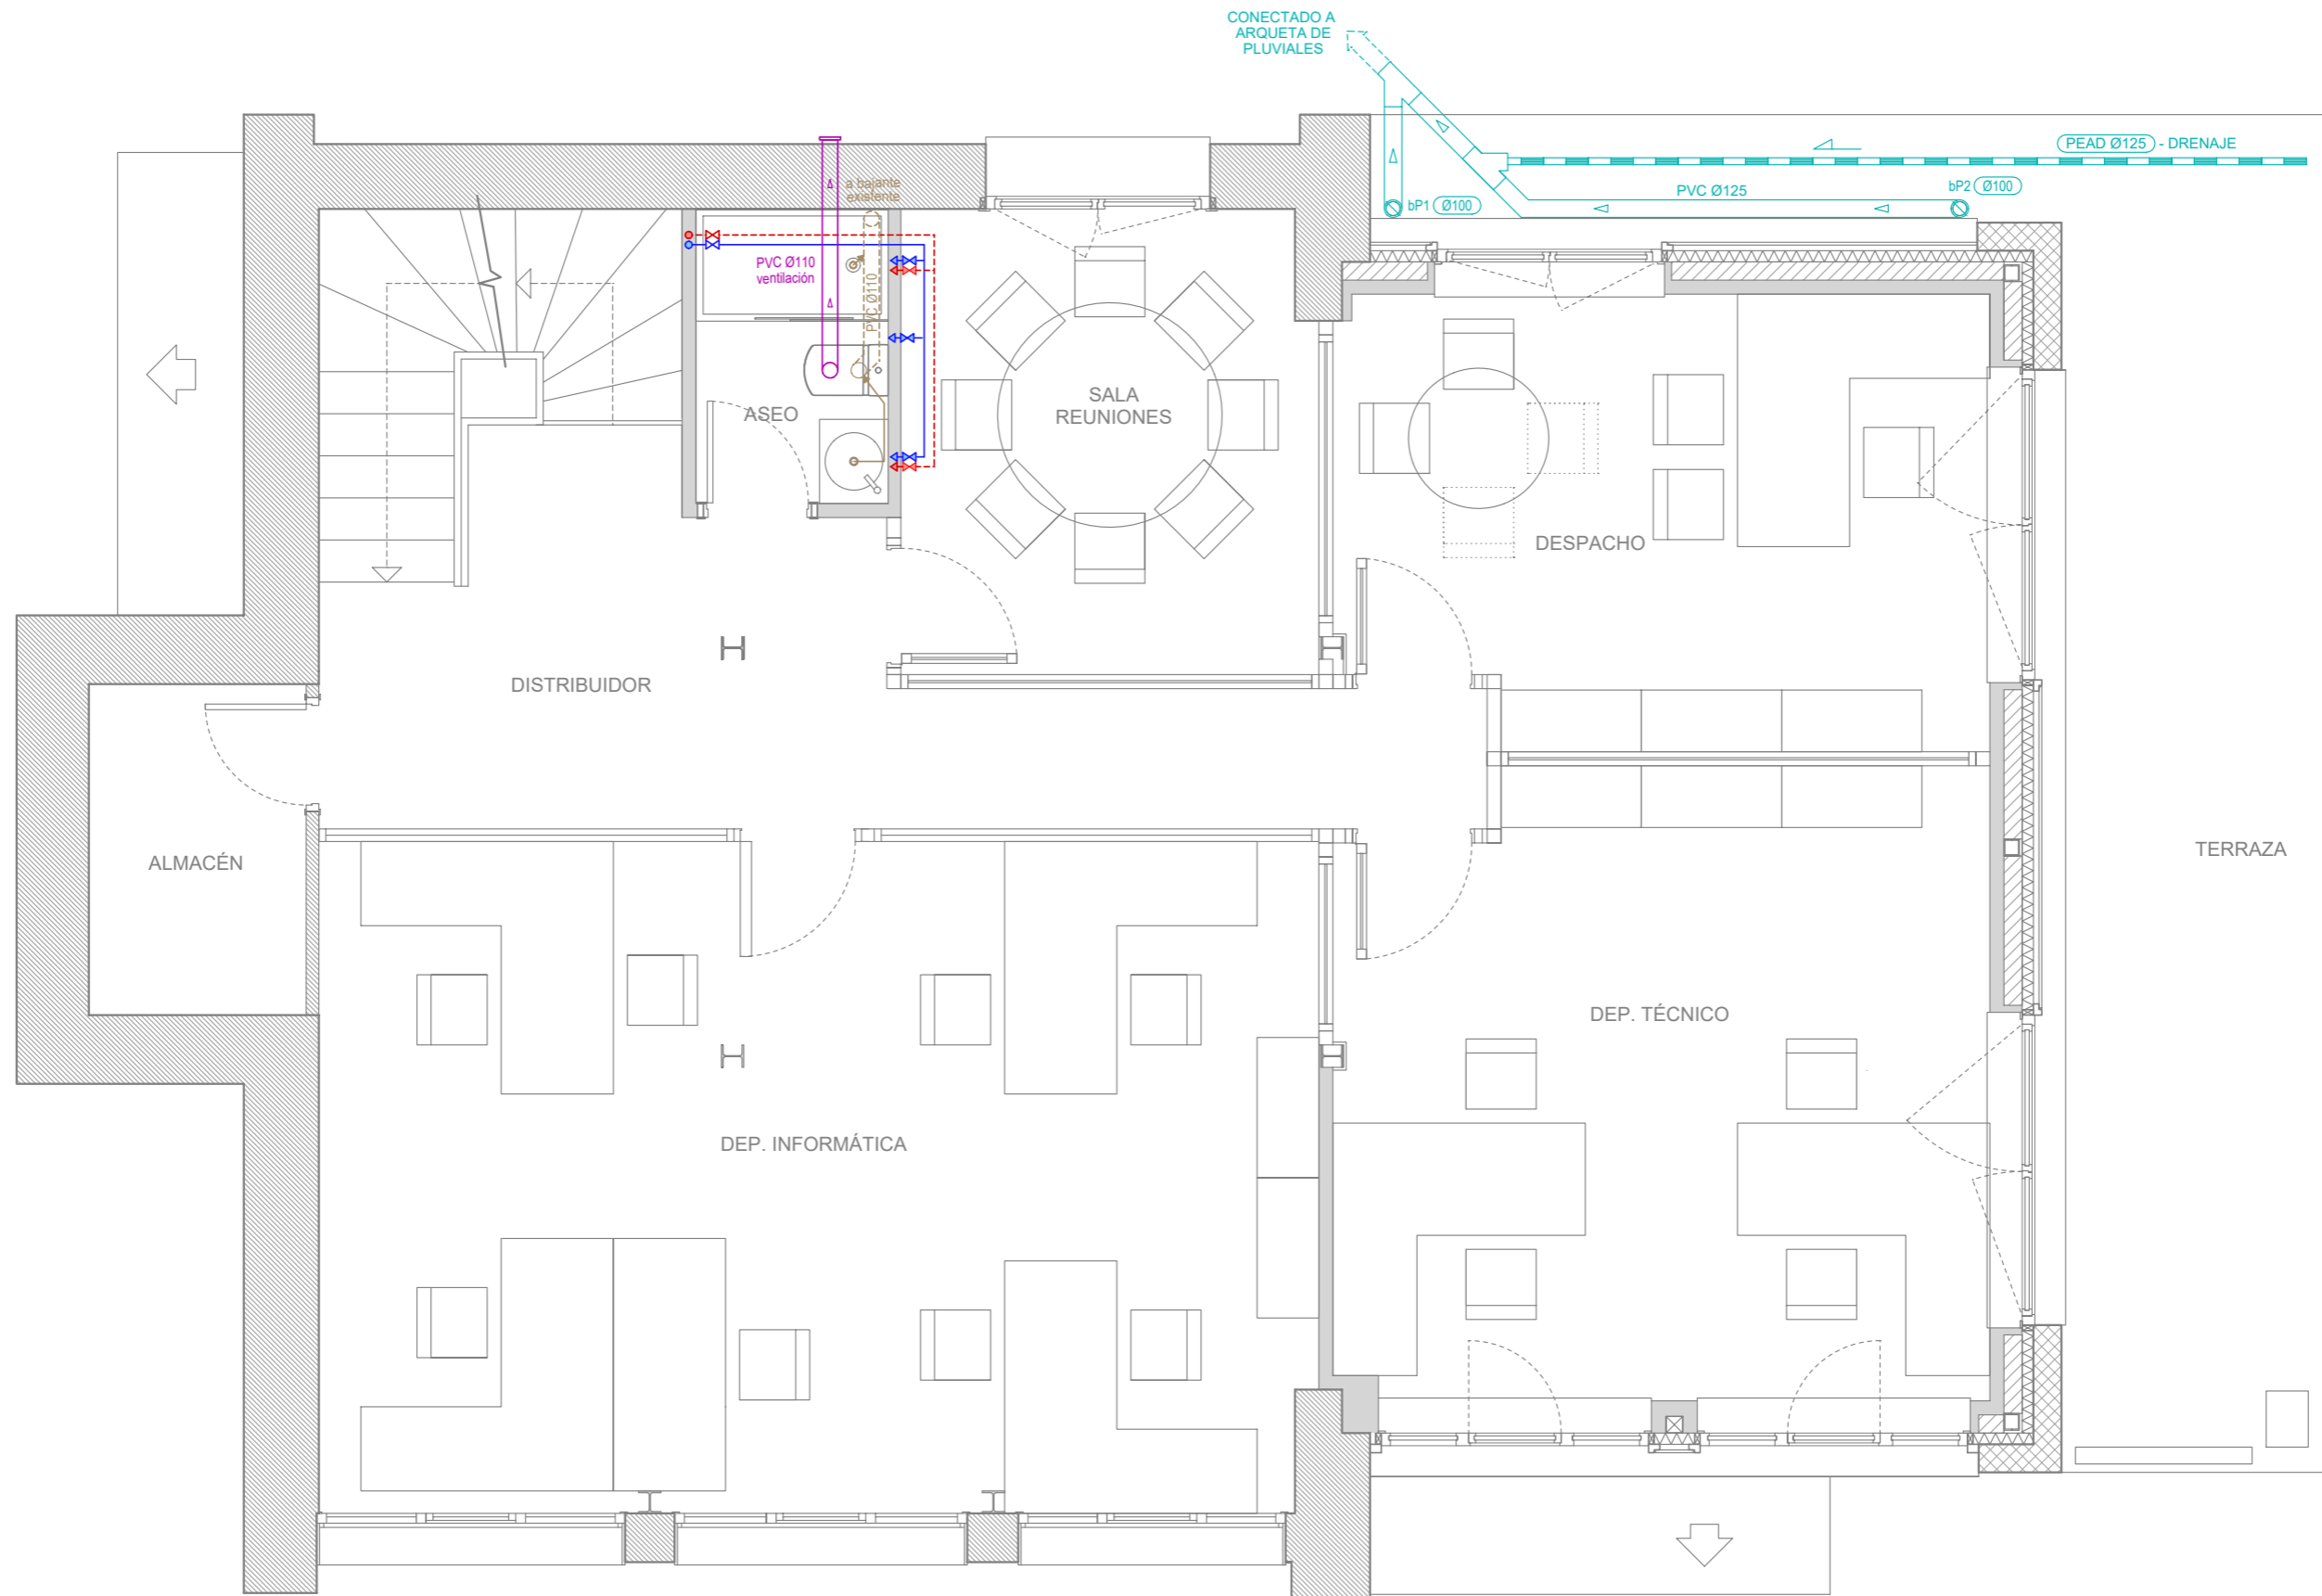 CONECTADO A
ARQUETA DE
PLUVIALES
PEAD Ø125 - DRENAJE
bP1 Ø100
PVC Ø125
bP2 Ø100
a bajante
existente
PVC Ø110
ventilación
PVC Ø110
ASEO
SALA
REUNIONES
DESPACHO
DISTRIBUIDOR
ALMACÉN
TERRAZA
DEP. TÉCNICO
DEP. INFORMÁTICA